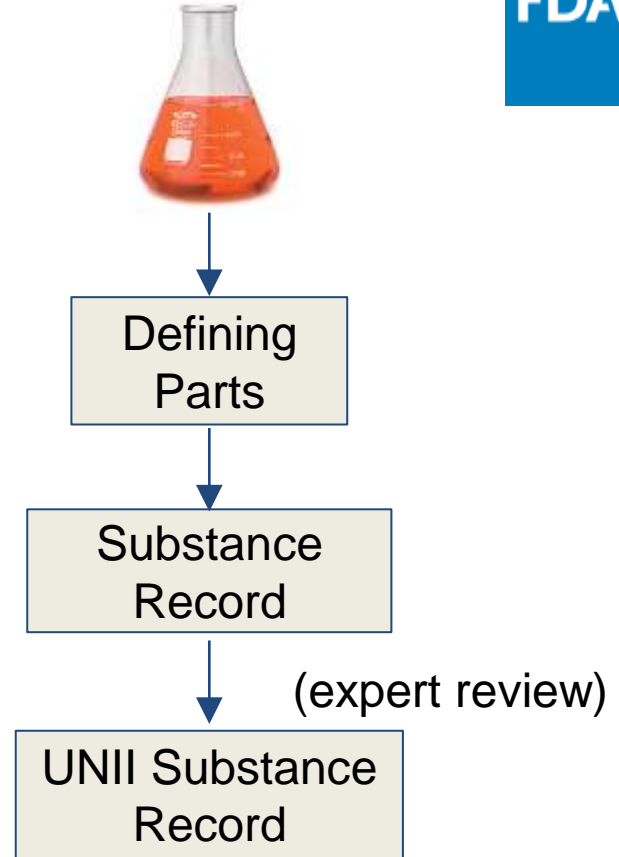 FDA
Defining
Parts
Substance
Record
(expert review)
UNII Substance
Record